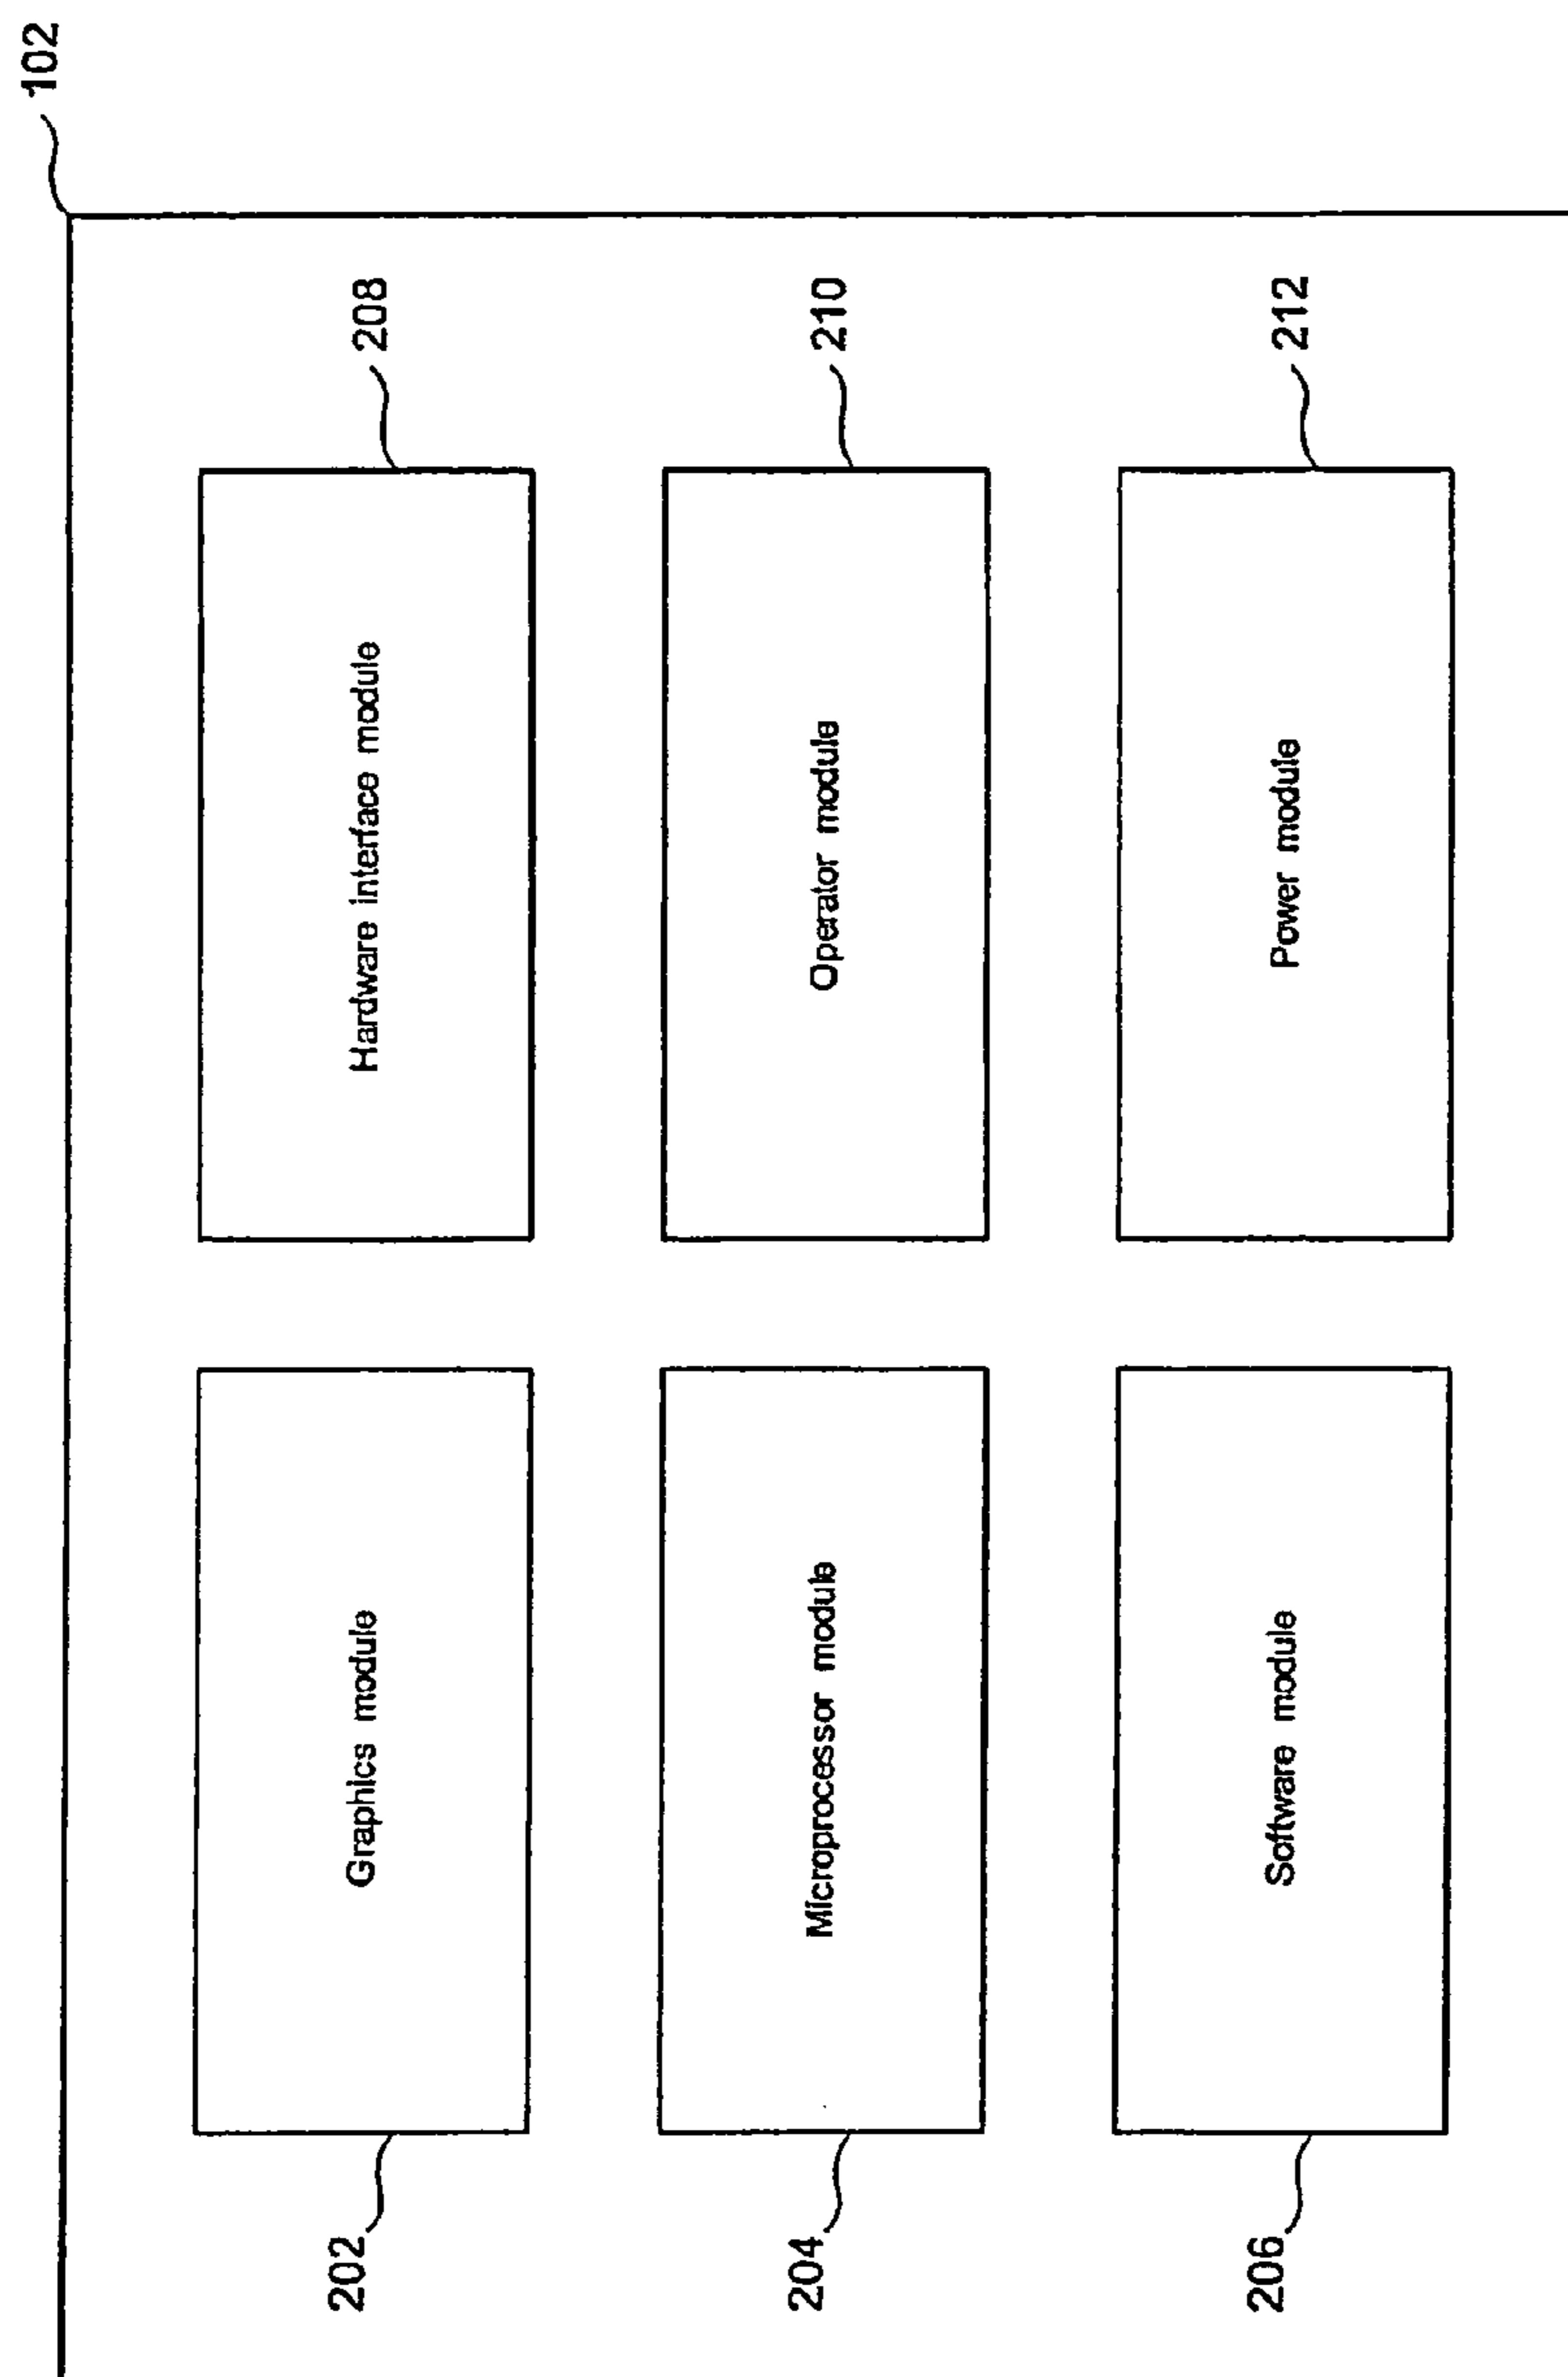 102
202
Graphics module
Hardware interface module
208
204
Microprocessor module
Operator module
210
206
Software module
Power module
212